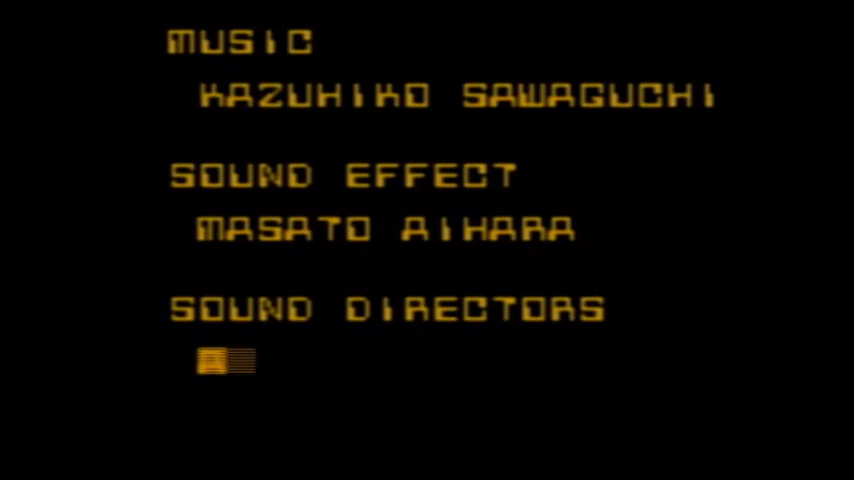 MUSIC
KAZUHIKO SAWAGUCHI
SOUND EFFECT
MASATO AIHARA
SOUND DIRECTORS